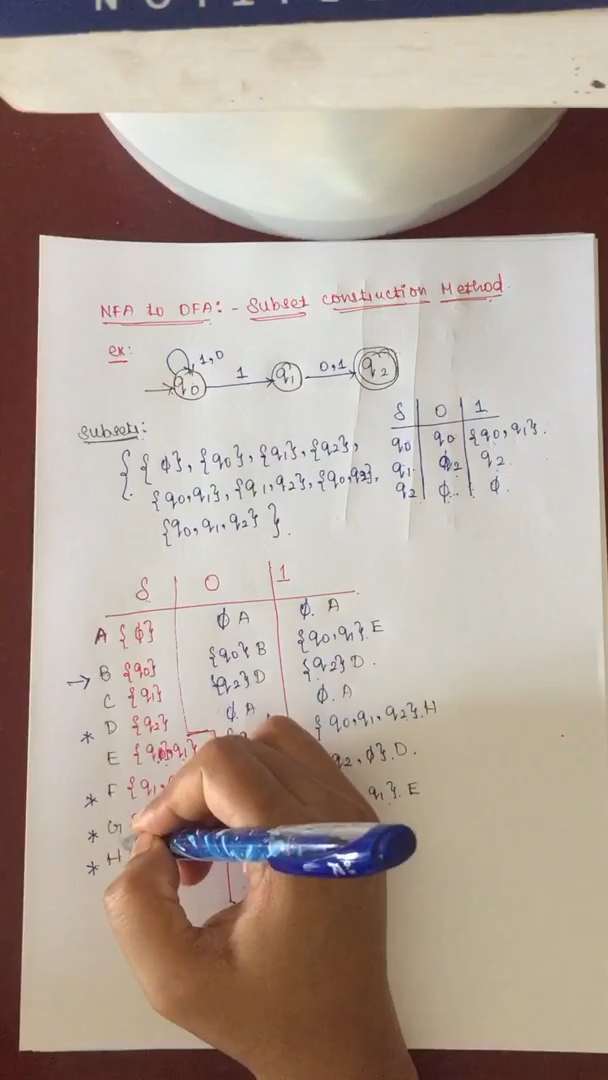 NFA to DFA:- Subset construction Method
ex:
1,0
q0 1 q1 0,1 q2
Subsets:
{ {ϕ}, {q0}, {q1}, {q2},
{q0,q1}, {q1,q2}, {q0,q2},
{q0,q1,q2} }.
δ 0 1
q0 q0 {q0,q1}.
q1 q2 q2
q2 ϕ. ϕ.
δ 0 1
A {ϕ} ϕ A ϕ. A
→ B {q0} {q0} B {q0,q1} E
C {q1} {q2} D {q2} D.
* D {q2} ϕ. A ϕ. A
E {q0,q1} {q0,q1,q2} H
* F {q1, q2,ϕ}. D.
* G q1}. E
* H